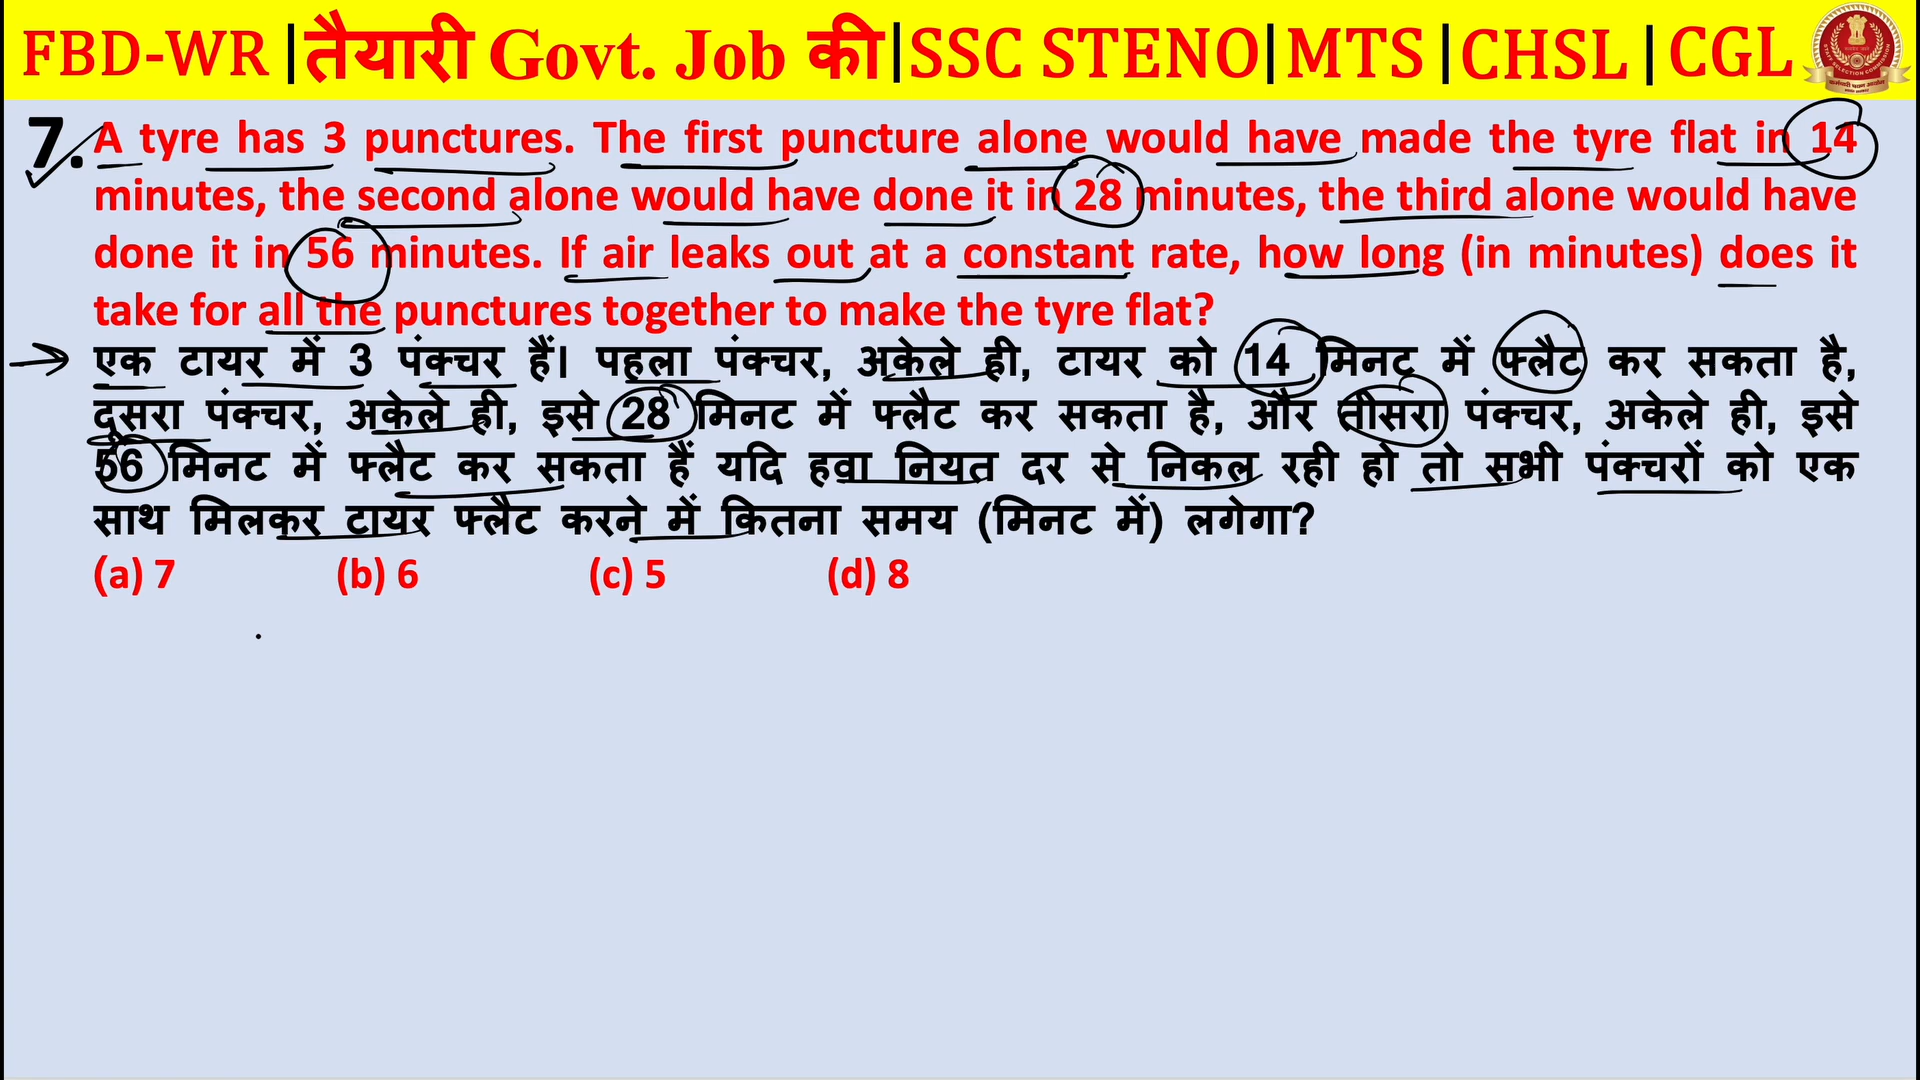 FBD-WR |तैयारी Govt. Job की|SSC STENO|MTS |CHSL |CGL
7. A tyre has 3 punctures. The first puncture alone would have made the tyre flat in 14
minutes, the second alone would have done it in 28 minutes, the third alone would have
done it in 56 minutes. If air leaks out at a constant rate, how long (in minutes) does it
take for all the punctures together to make the tyre flat?
एक टायर में 3 पंक्चर हैं। पहला पंक्चर, अकेले ही, टायर को 14 मिनट में फ्लैट कर सकता है,
दूसरा पंक्चर, अकेले ही, इसे 28 मिनट में फ्लैट कर सकता है, और तीसरा पंक्चर, अकेले ही, इसे
56 मिनट में फ्लैट कर सकता हैं यदि हवा नियत दर से निकल रही हो तो सभी पंक्चरों को एक
साथ मिलकर टायर फ्लैट करने में कितना समय (मिनट में) लगेगा?
(a) 7 (b) 6 (c) 5 (d) 8